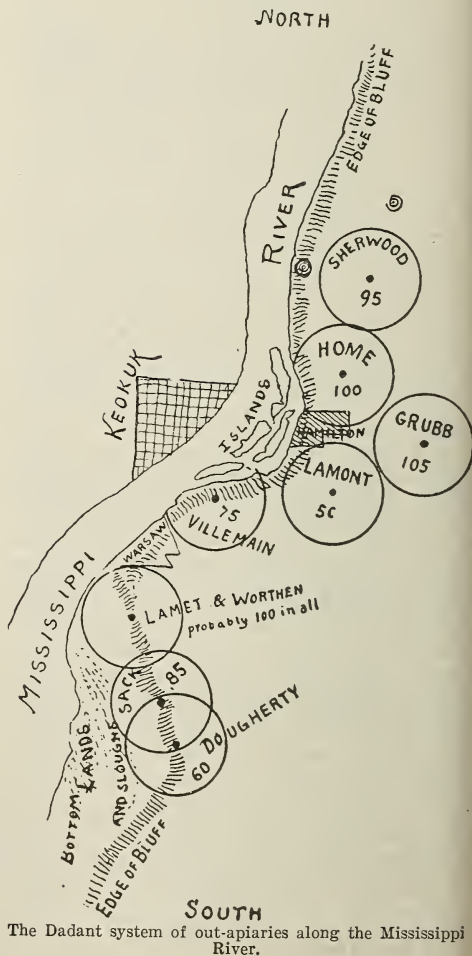 NORTH
EDGE OF BLUFF
RIVER
SHERWOOD
95
HOME
100
KEOKUK
ISLANDS
HAMILTON
GRUBB
105
LAMONT
50
75
VILLEMAIN
WARSAW
MISSISSIPPI
LAMET & WORTHEN
probably 100 in all
SACK
85
DOUGHERTY
60
BOTTOM LANDS
AND SLOUGHS
EDGE OF BLUFF
SOUTH
The Dadant system of out-apiaries along the Mississippi
River.